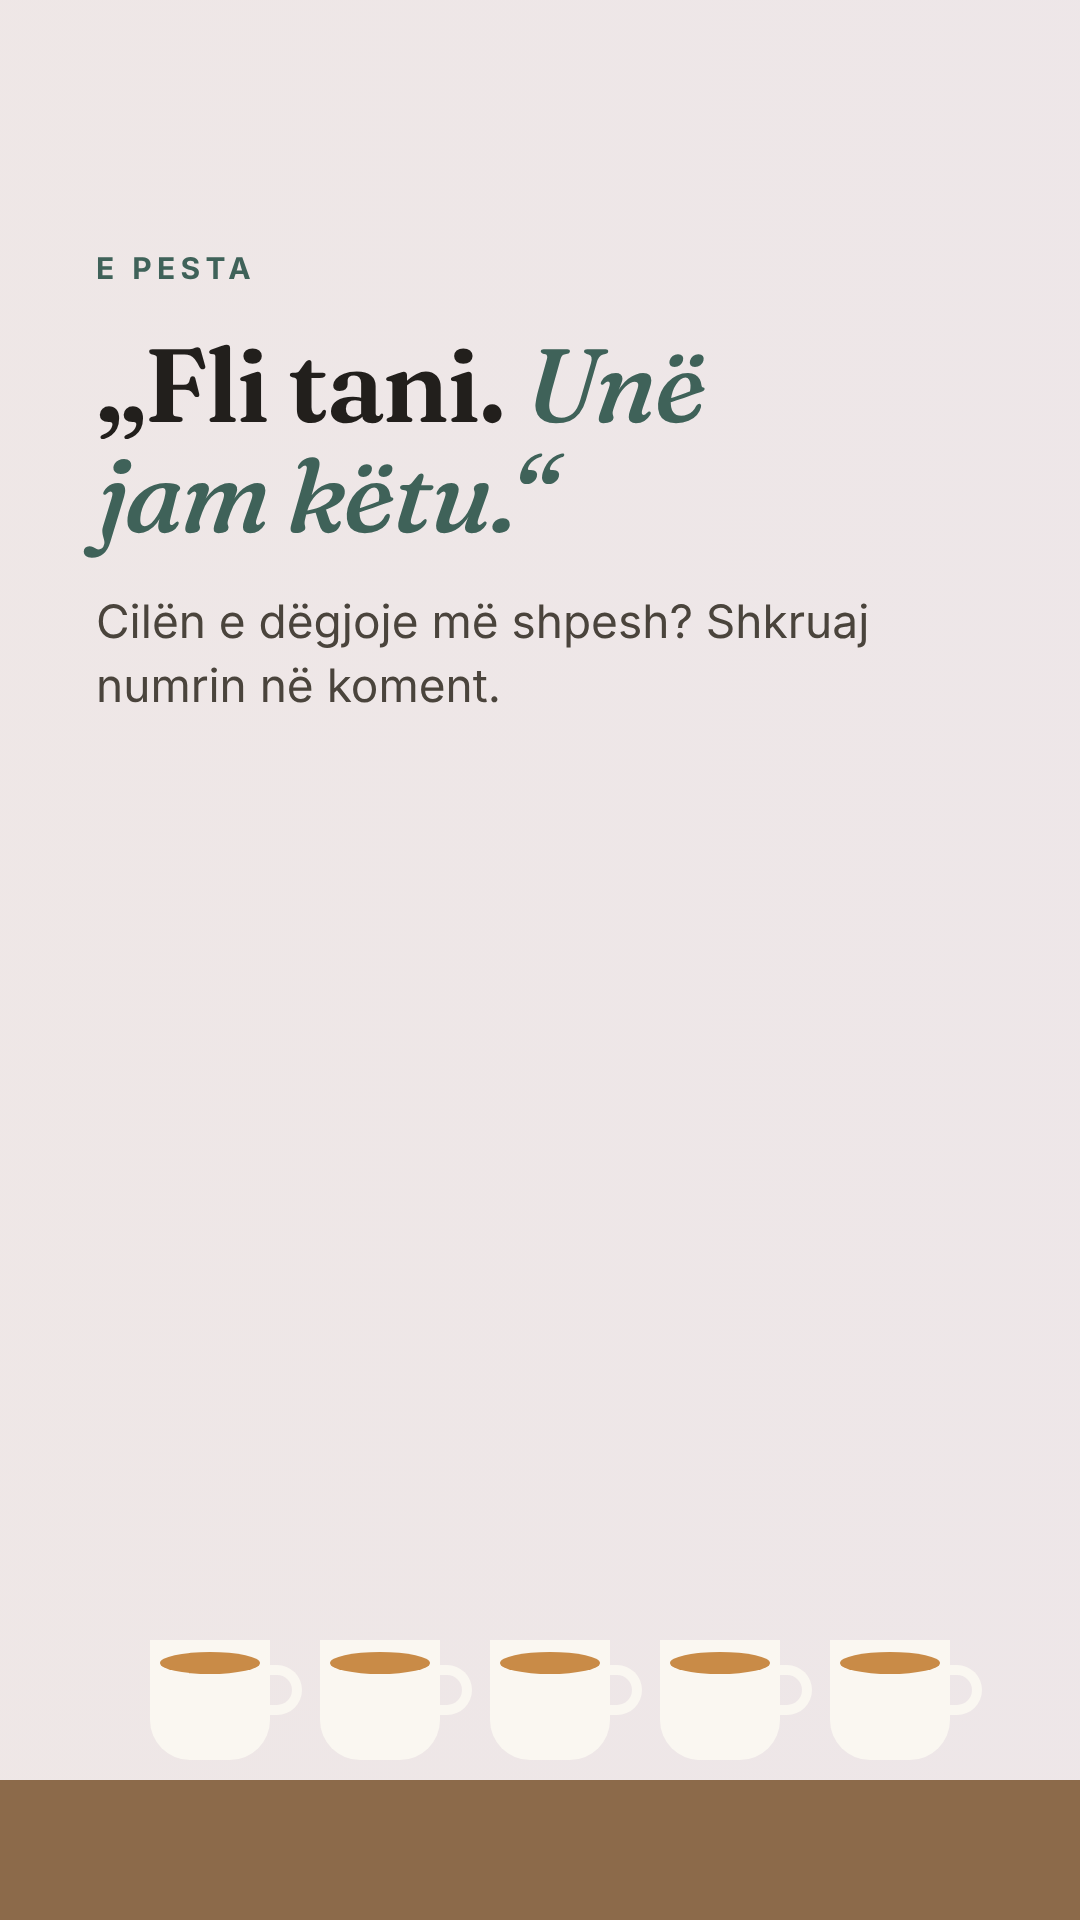 E PESTA
„Fli tani. Unë
jam këtu.“
Cilën e dëgjoje më shpesh? Shkruaj
numrin në koment.